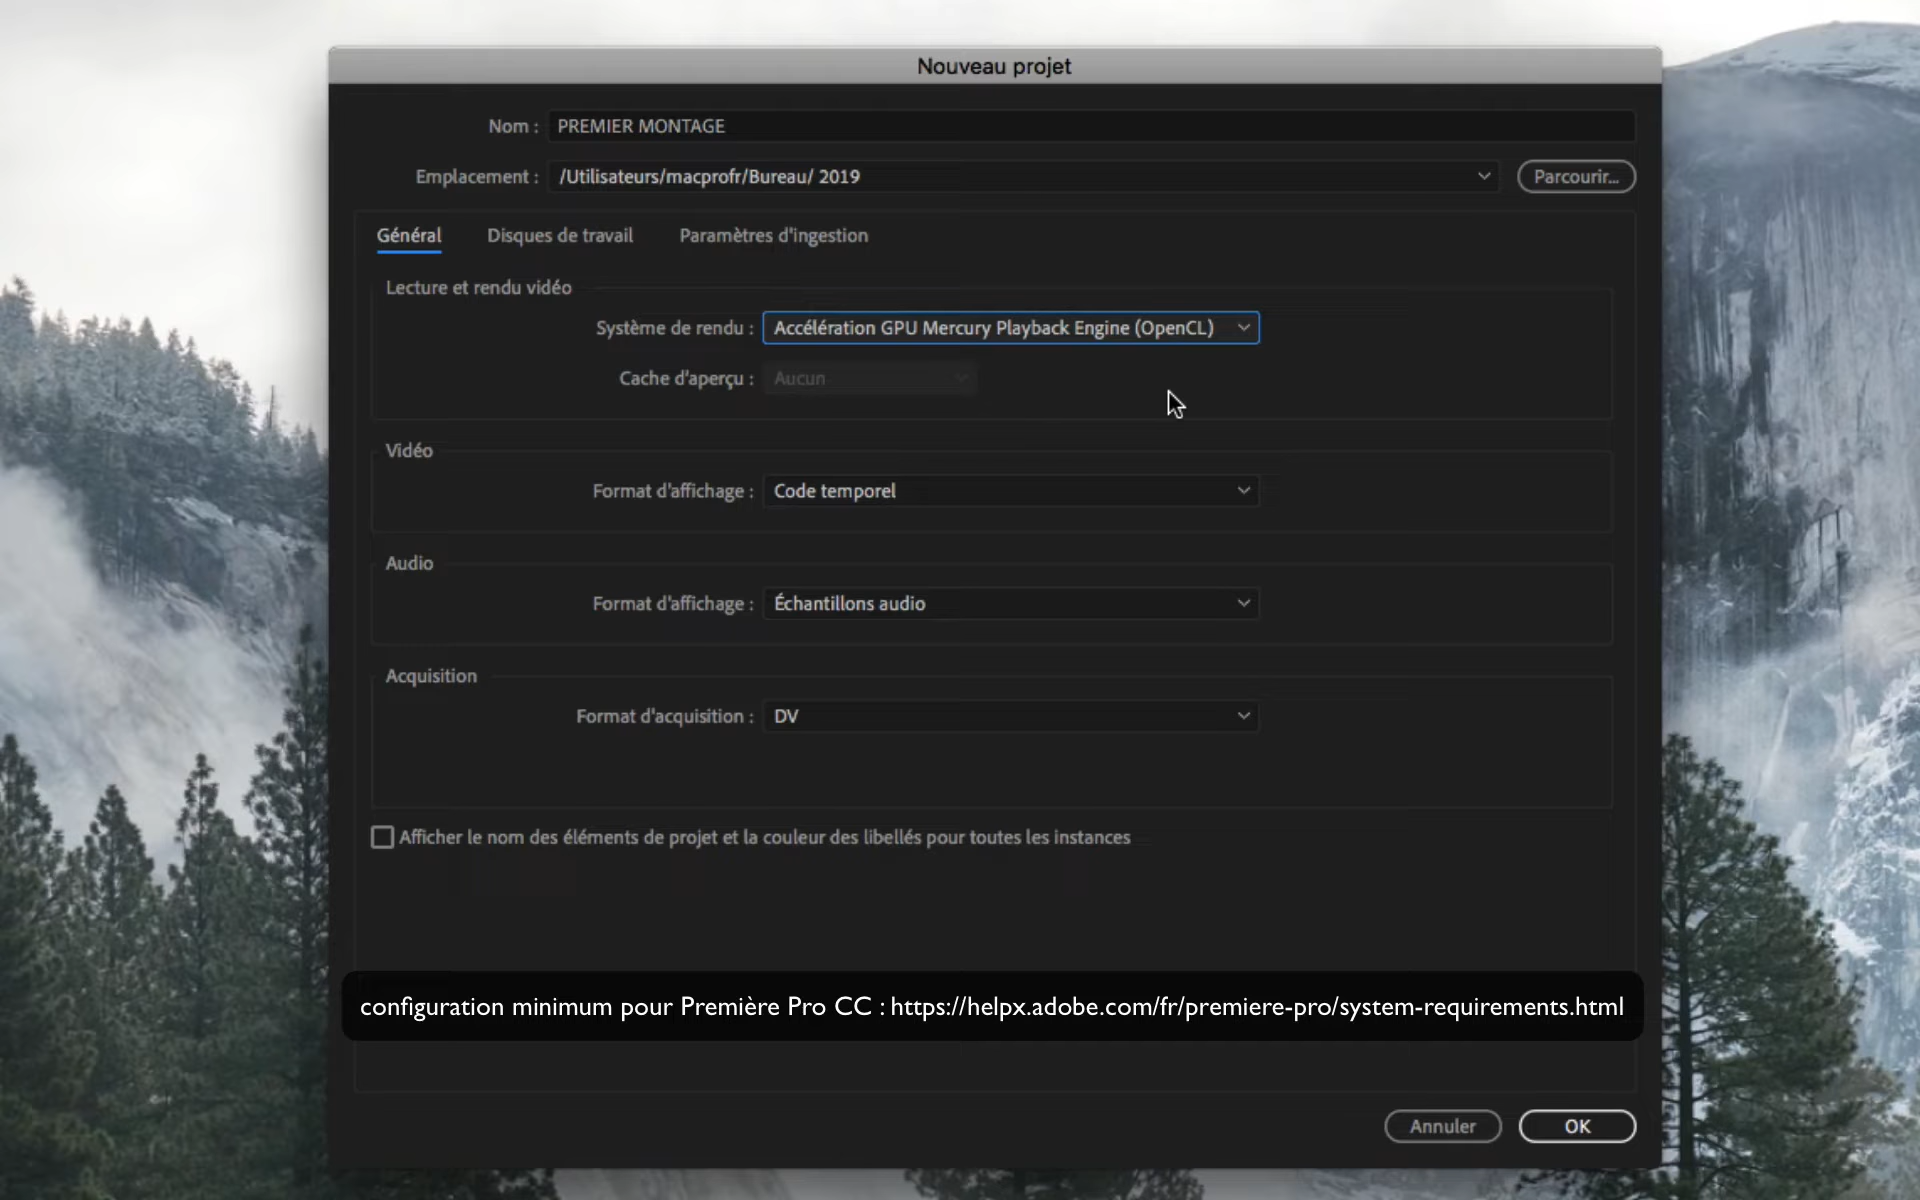 Nouveau projet
Nom : PREMIER MONTAGE
Emplacement : /Utilisateurs/macprofr/Bureau/ 2019 Parcourir...
Général Disques de travail Paramètres d'ingestion
Lecture et rendu vidéo
Système de rendu : Accélération GPU Mercury Playback Engine (OpenCL)
Cache d'aperçu : Aucun
Vidéo
Format d'affichage : Code temporel
Audio
Format d'affichage : Échantillons audio
Acquisition
Format d'acquisition : DV
Afficher le nom des éléments de projet et la couleur des libellés pour toutes les instances
configuration minimum pour Première Pro CC : https://helpx.adobe.com/fr/premiere-pro/system-requirements.html
Annuler OK